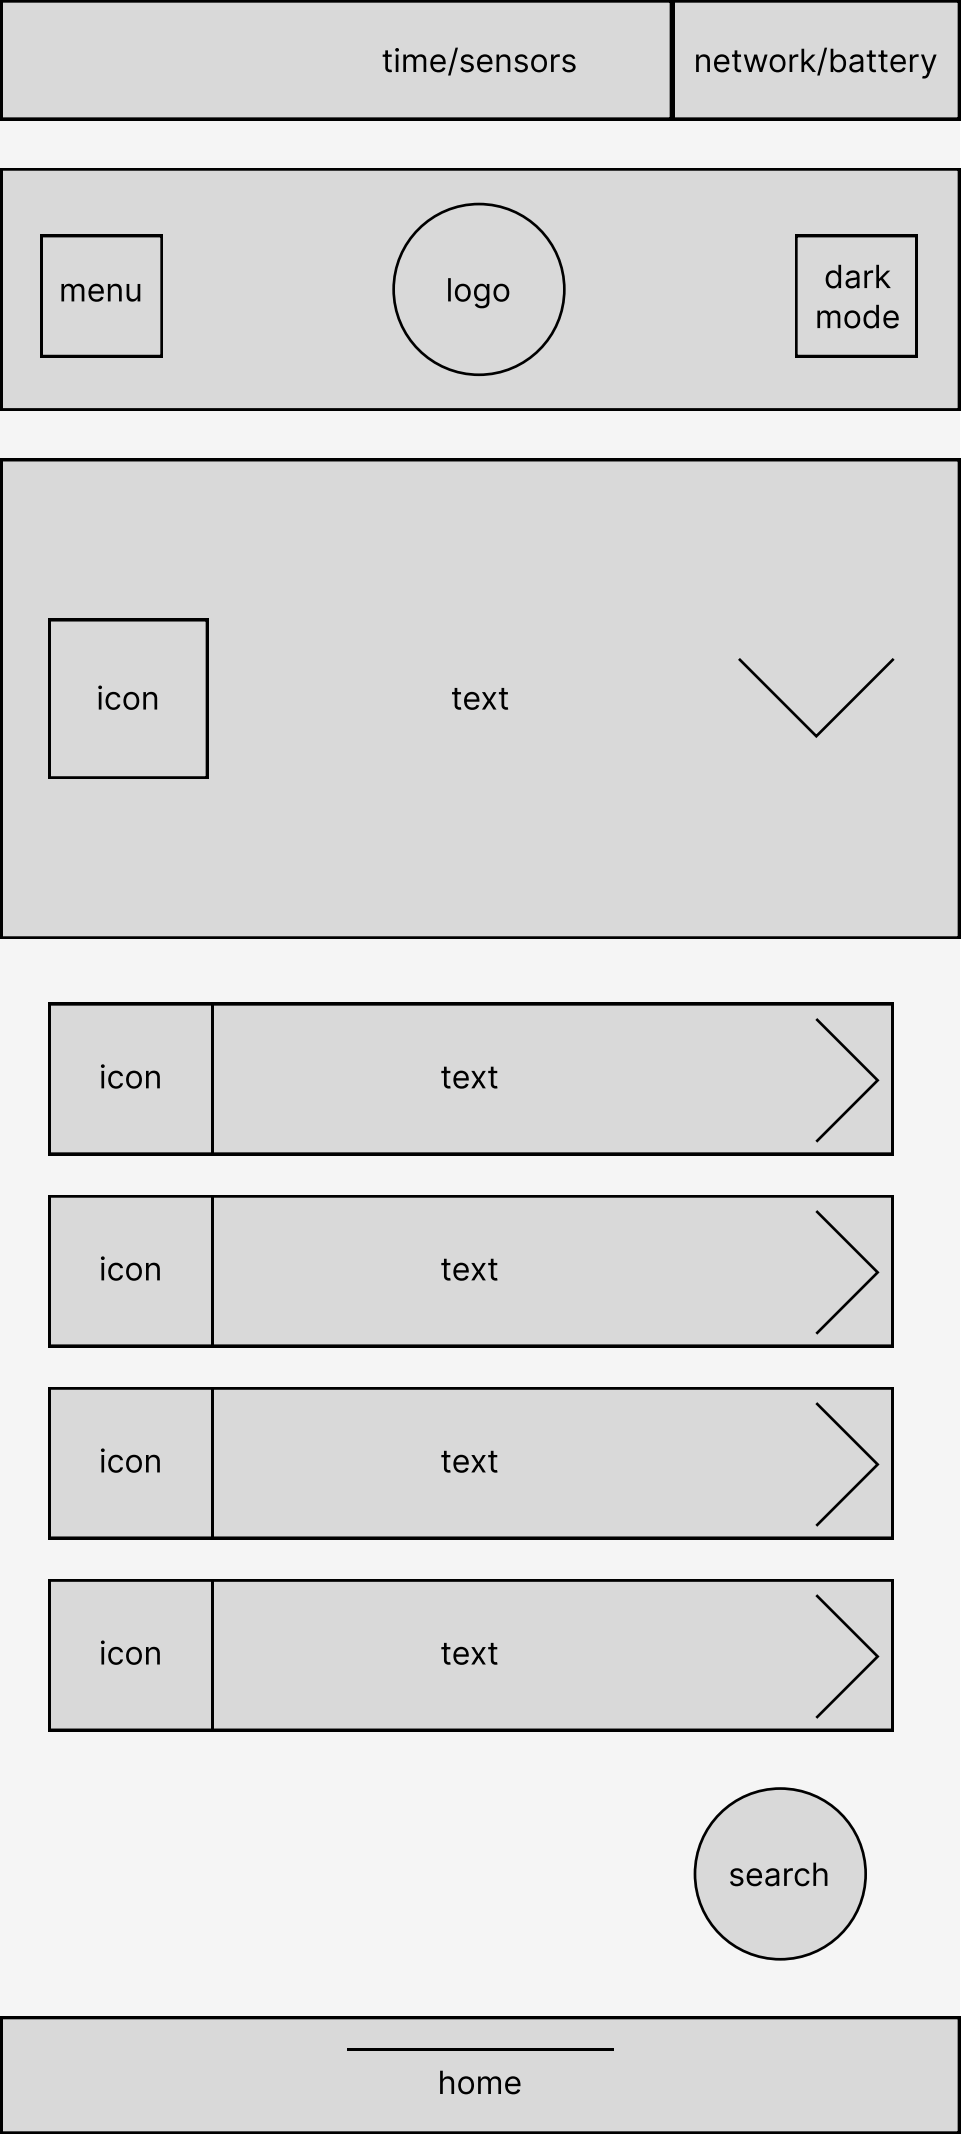 time/sensors
network/battery
menu
logo
dark
mode
icon
text
icon
text
icon
text
icon
text
icon
text
search
home